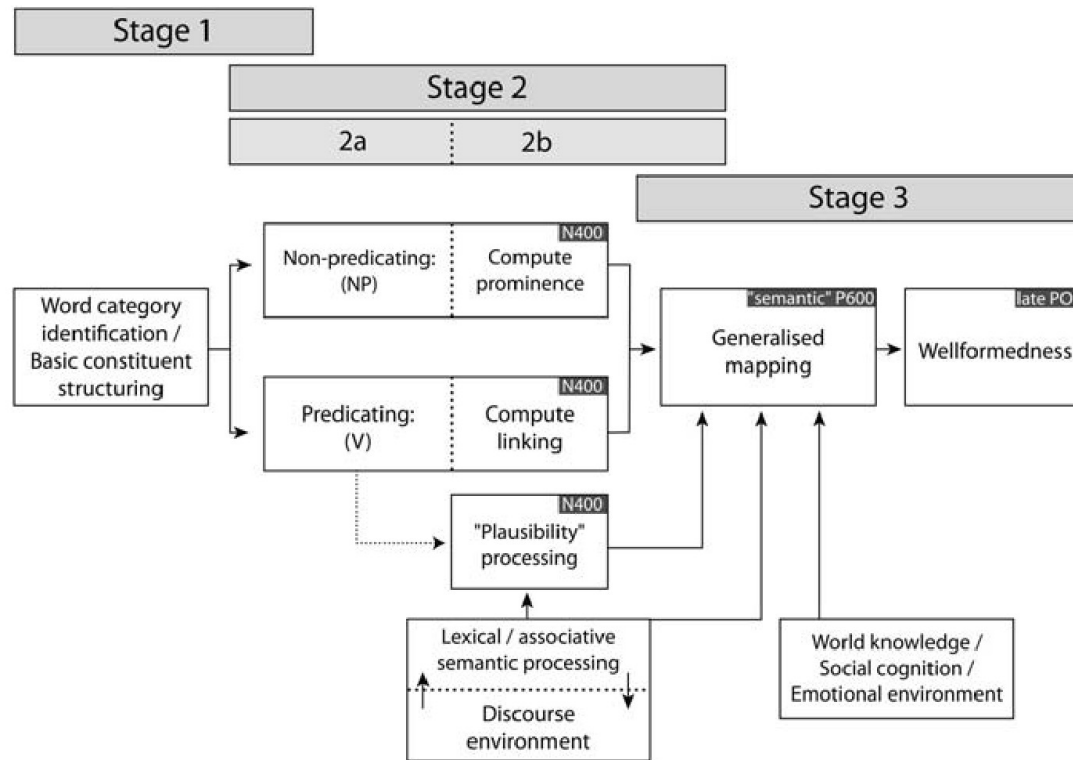 Stage 1
Stage 2
2a
2b
Stage 3
Non-predicating:
(NP)
N400
Compute
prominence
Word category
identification /
Basic constituent
structuring
Predicating:
(V)
N400
Compute
linking
"semantic" P600
Generalised
mapping
late PO
Wellformedness
N400
"Plausibility"
processing
Lexical / associative
semantic processing
Discourse
environment
World knowledge /
Social cognition /
Emotional environment